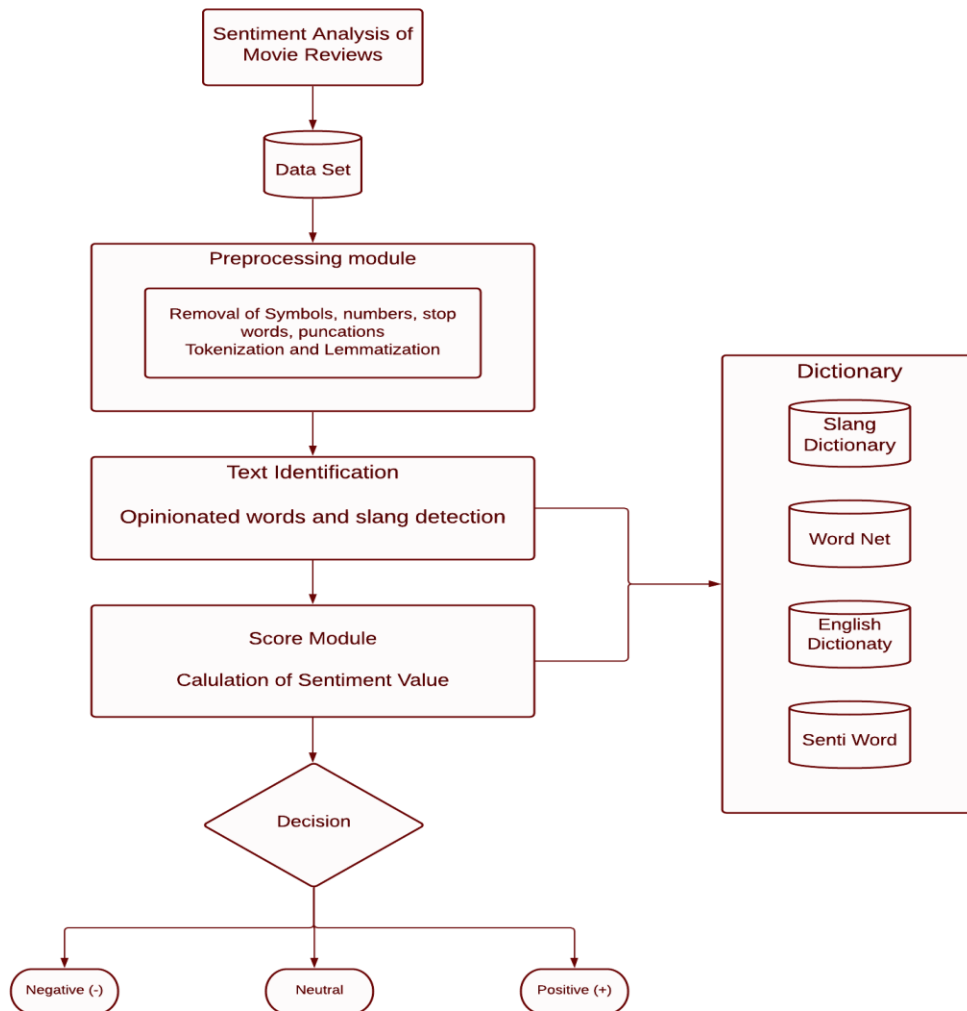 Sentiment Analysis of
Movie Reviews
Data Set
Preprocessing module
Removal of Symbols, numbers, stop
words, puncations
Tokenization and Lemmatization
Text Identification
Opinionated words and slang detection
Score Module
Calulation of Sentiment Value
Decision
Negative (-)
Neutral
Positive (+)
Dictionary
Slang
Dictionary
Word Net
English
Dictionaty
Senti Word